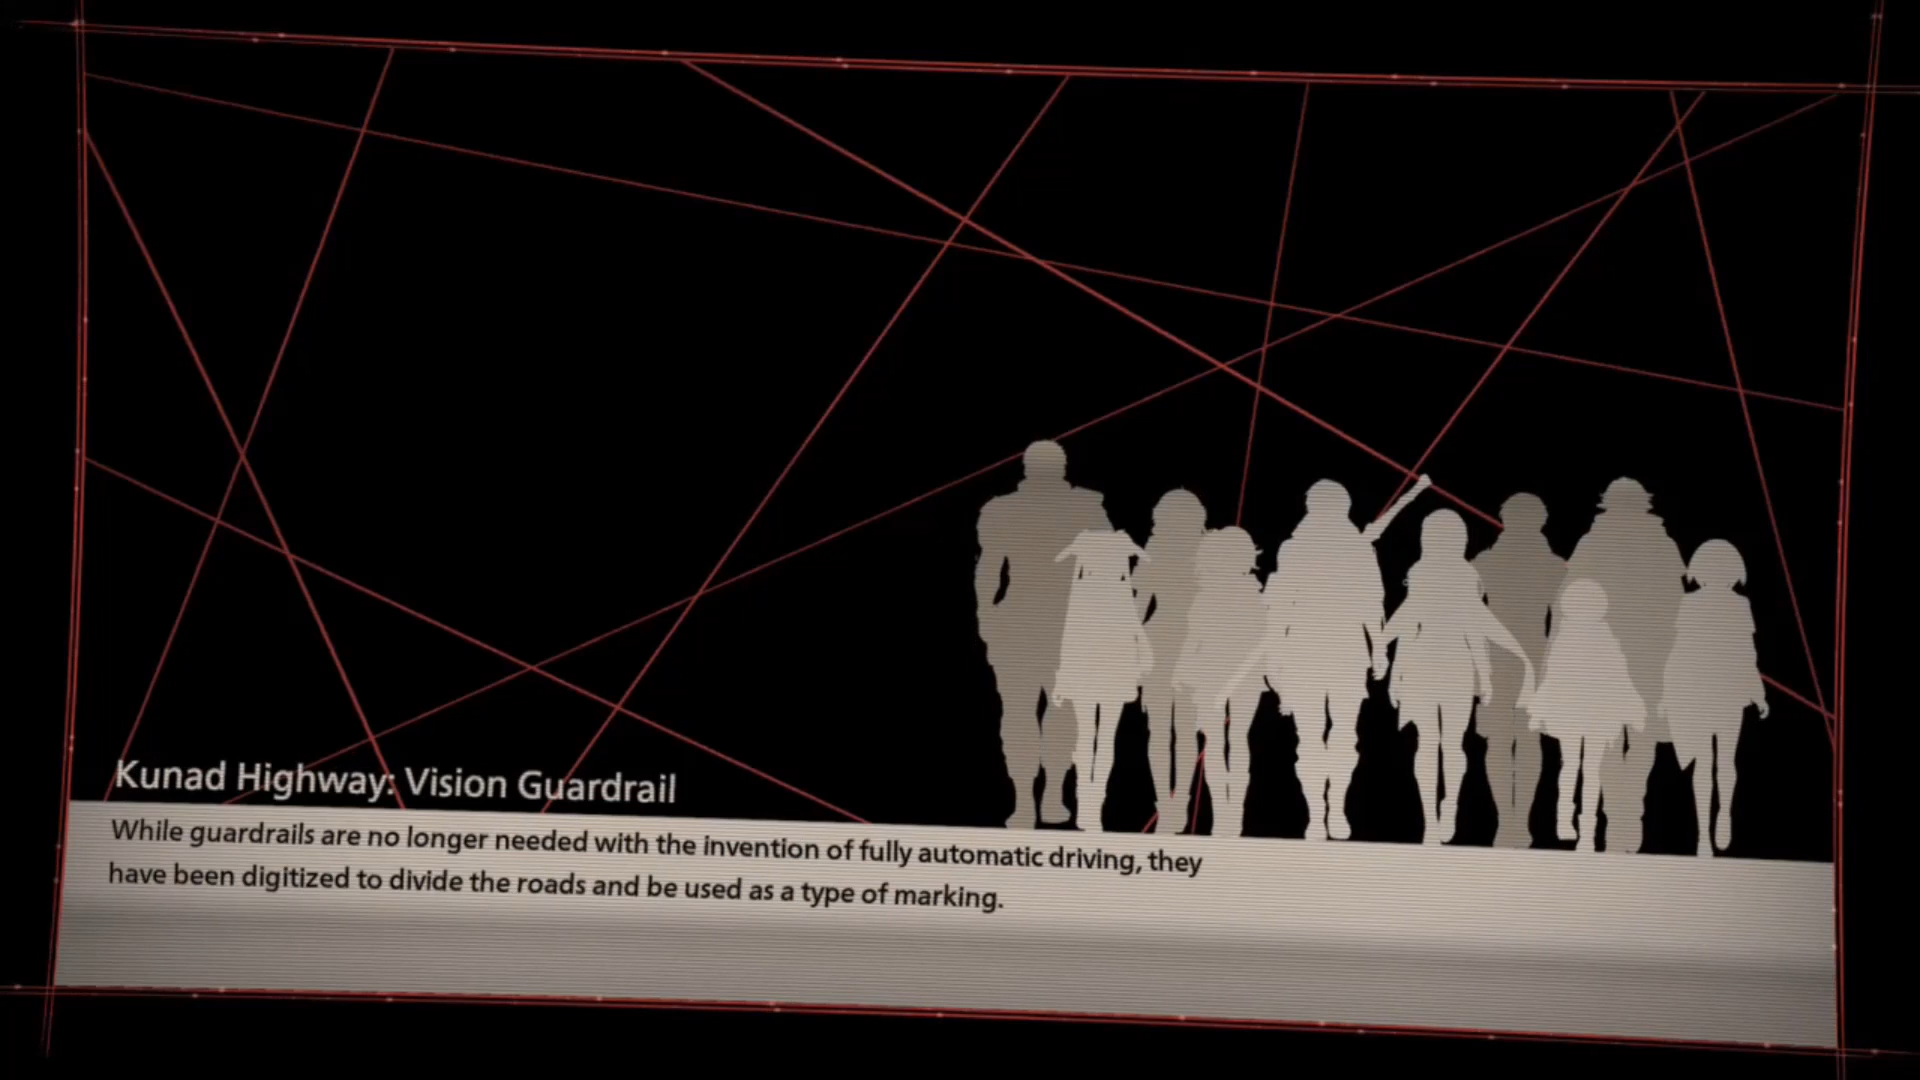 Kunad Highway: Vision Guardrail
While guardrails are no longer needed with the invention of fully automatic driving, they
have been digitized to divide the roads and be used as a type of marking.